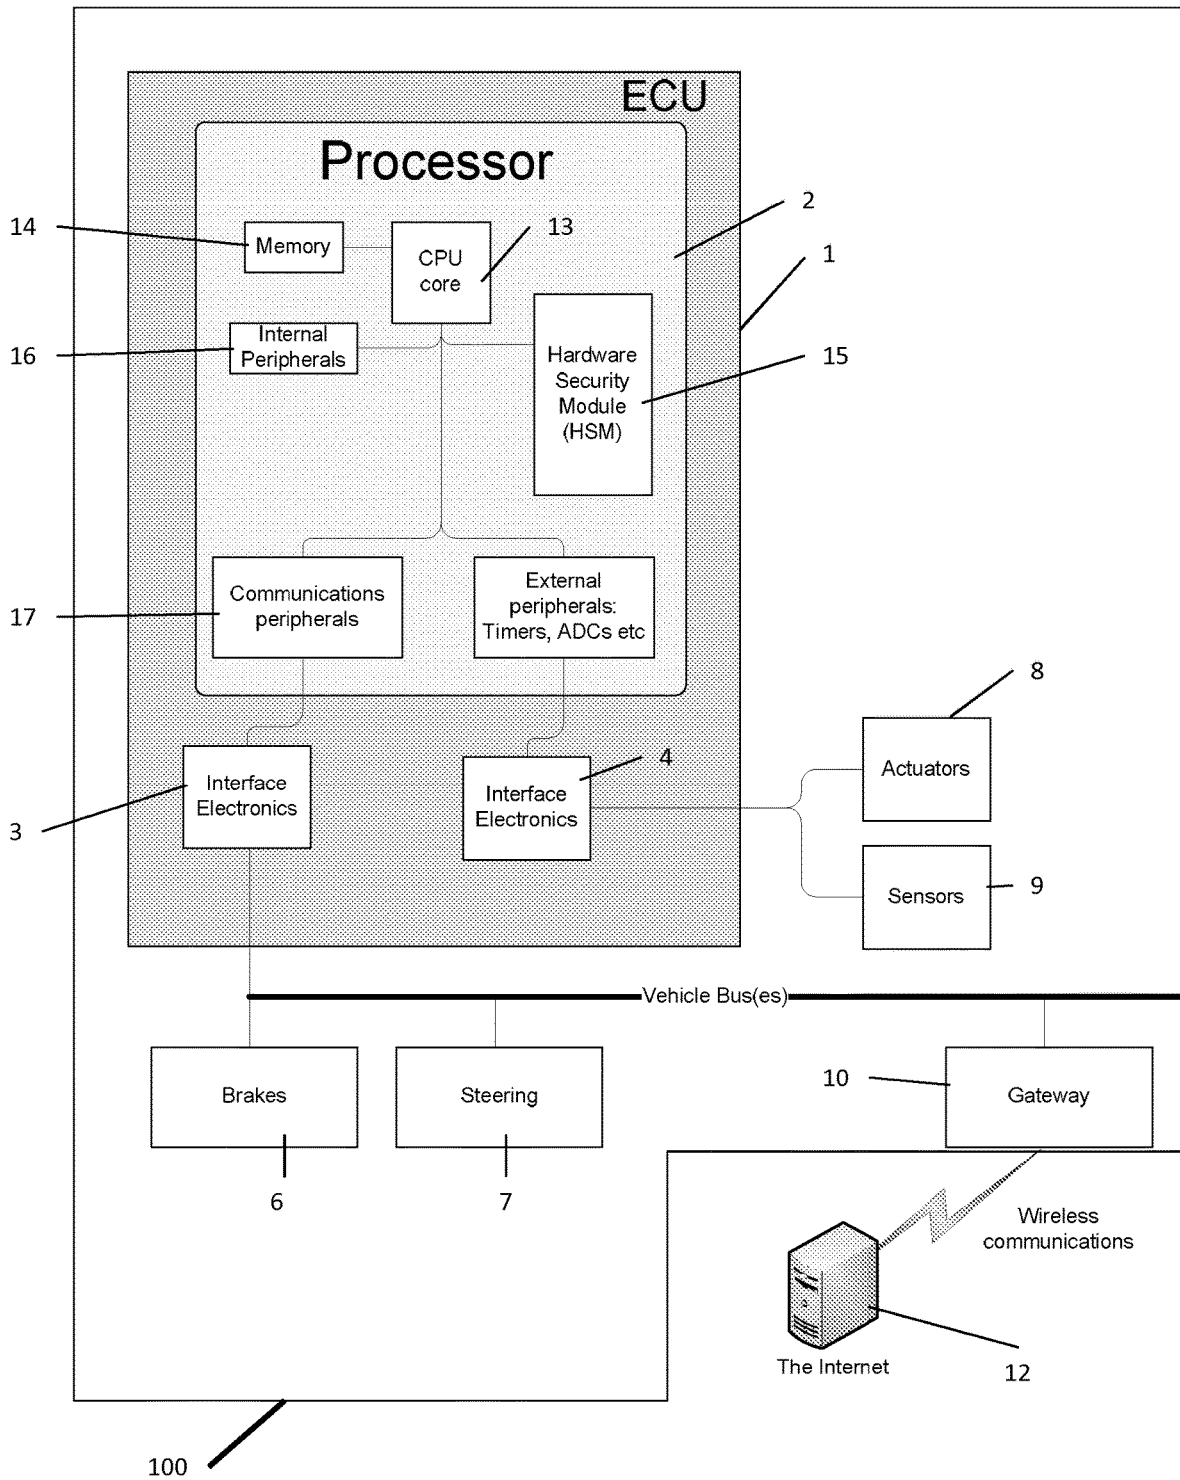 ECU
Processor
2
14
Memory
13
CPU
core
1
Internal
Peripherals
16
Hardware
Security
Module
(HSM)
15
17
Communications
peripherals
External
peripherals:
Timers, ADCs etc
8
Actuators
4
Interface
Electronics
Interface
Electronics
3
9
Sensors
Vehicle Bus(es)
10
Brakes
Steering
Gateway
6
7
Wireless
communications
The Internet
12
100